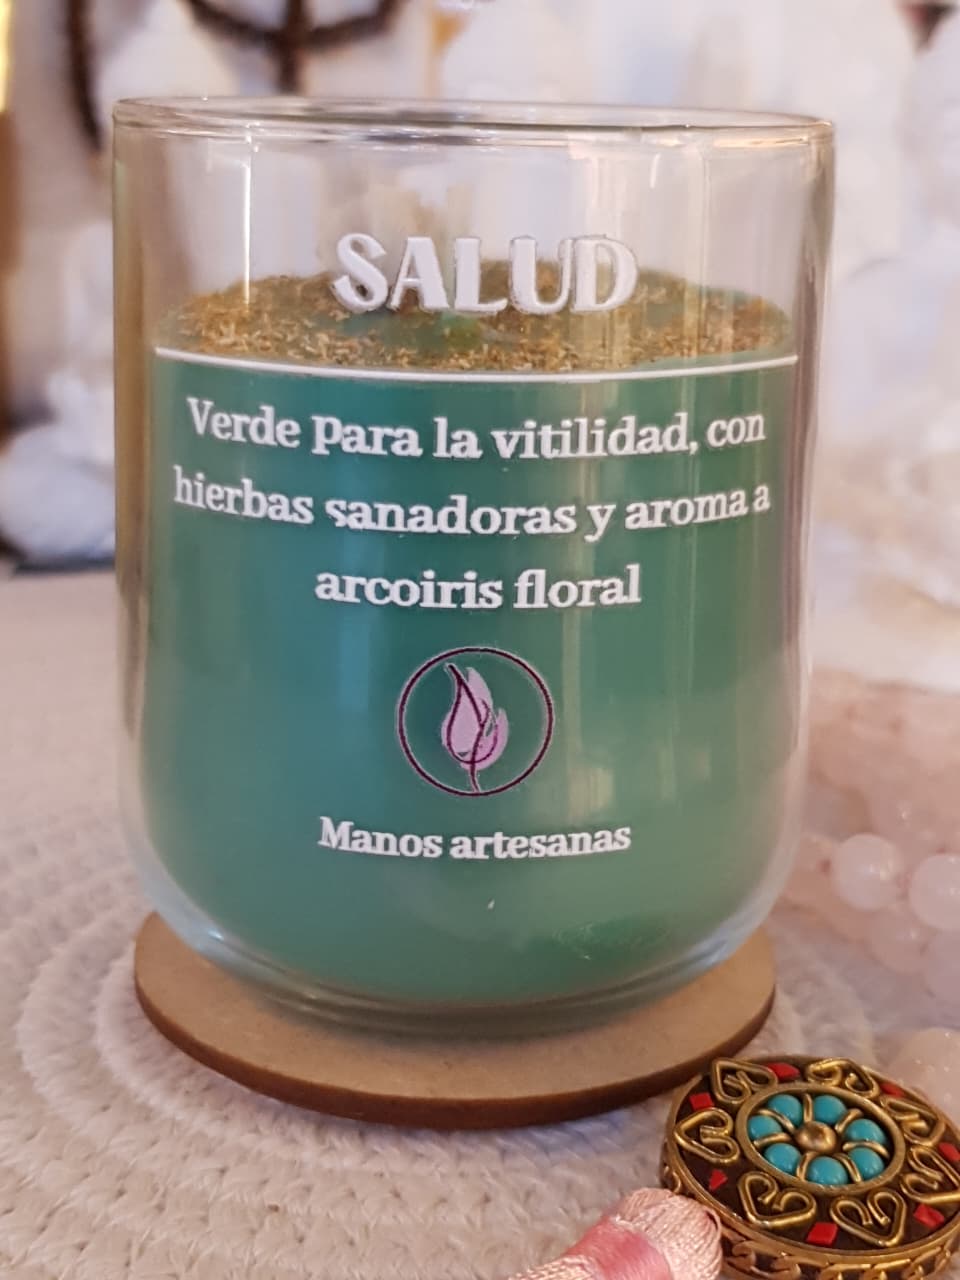 SALUD
Verde Para la vitilidad, con
hierbas sanadoras y aroma a
arcoiris floral
Manos artesanas